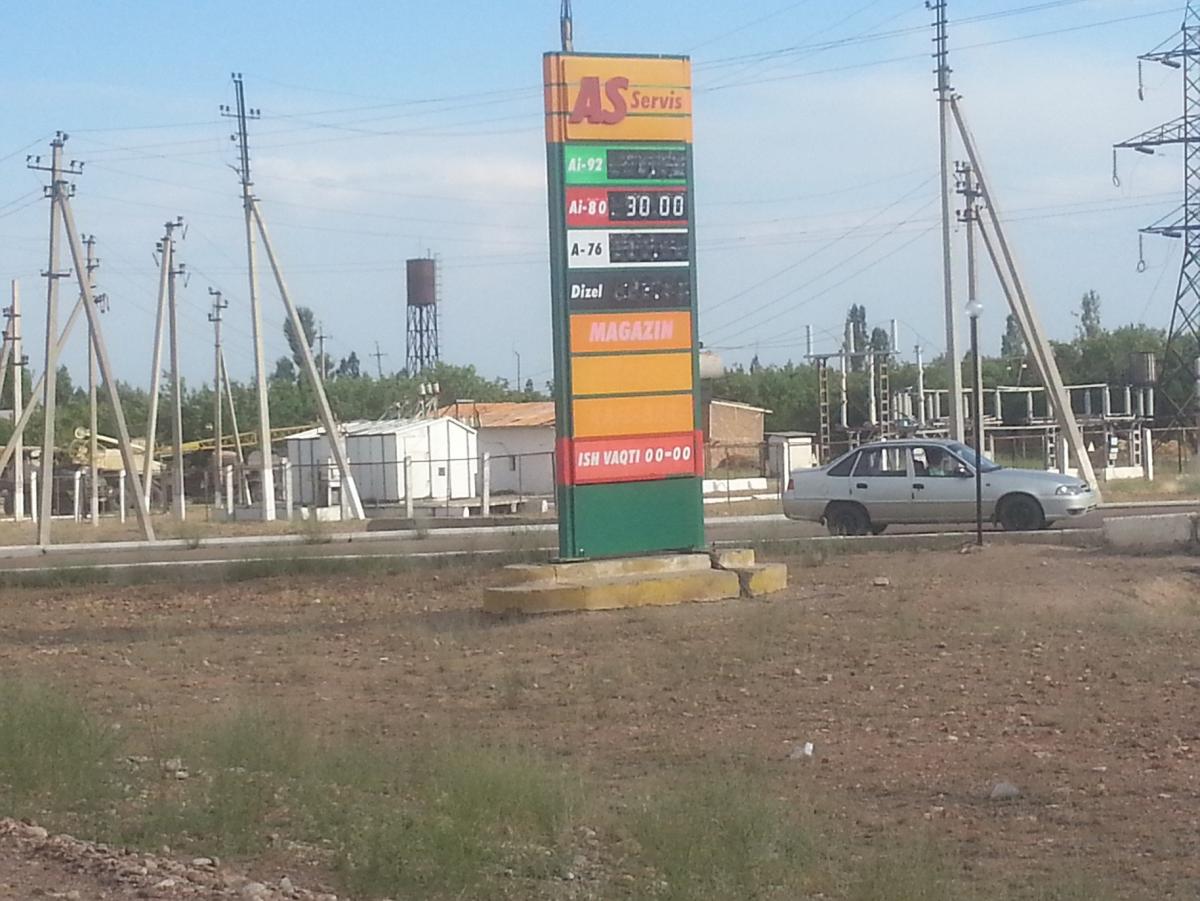 AS Servis
Ai-92
Ai-80 30 00
A-76
Dizel
MAGAZIN
ISH VAQTI 00-00